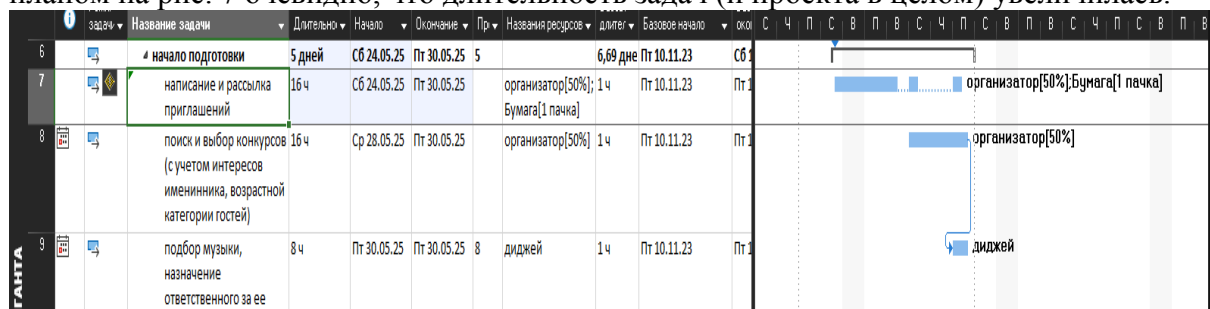 планом на рис. 7 очевидно, что длительность задач (и проекта в целом) увеличилась.
задач Название задачи Длительно Начало Окончание Пр Названия ресурсов длител Базовое начало око С Ч П С В П В С Ч П С В П В С Ч П С В П В
6 начало подготовки 5 дней Сб 24.05.25 Пт 30.05.25 5 6,69 дне Пт 10.11.23 Сб 1
7 написание и рассылка 16 ч Сб 24.05.25 Пт 30.05.25 организатор[50%]; 1 ч Пт 10.11.23 Пт 1 организатор[50%];Бумага[1 пачка]
приглашений Бумага[1 пачка]
8 поиск и выбор конкурсов 16 ч Ср 28.05.25 Пт 30.05.25 организатор[50%] 1 ч Пт 10.11.23 Пт 1 организатор[50%]
(с учетом интересов
именинника, возрастной
категории гостей)
9 подбор музыки, 8 ч Пт 30.05.25 Пт 30.05.25 8 диджей 1 ч Пт 10.11.23 Пт 1 диджей
назначение
ответственного за ее
ГАНТА